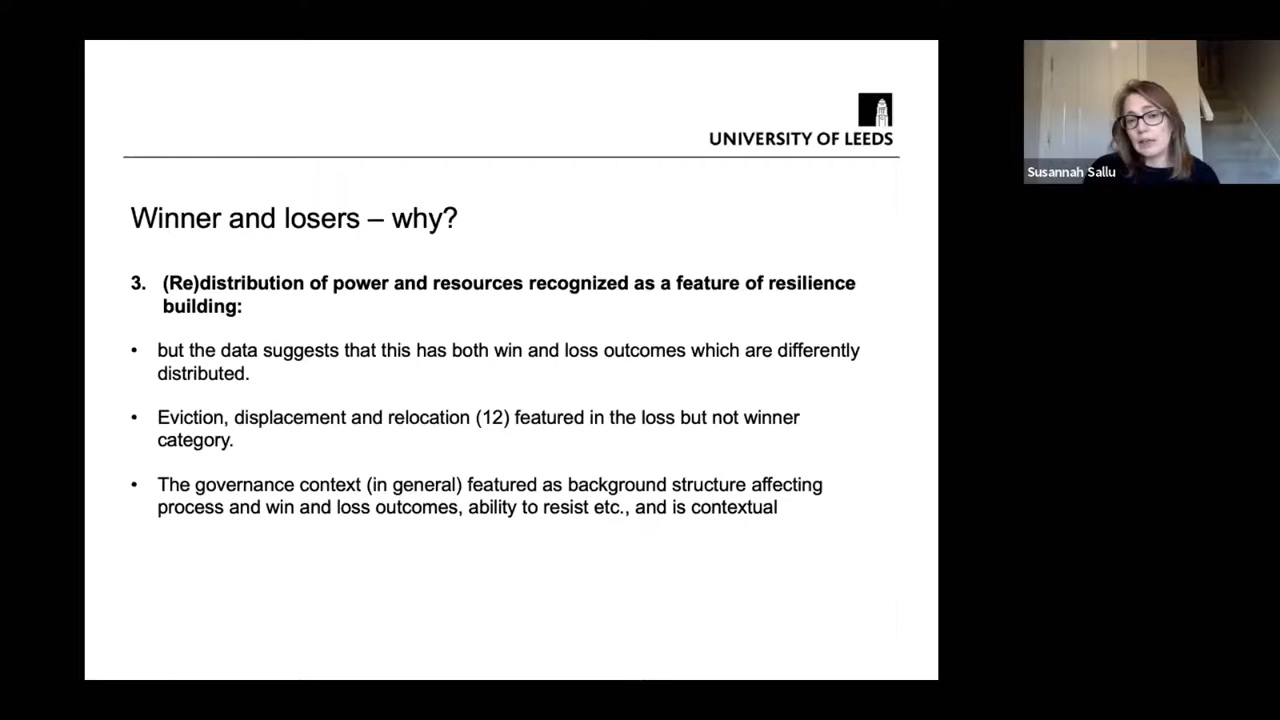 UNIVERSITY OF LEEDS
Susannah Sallu
Winner and losers – why?
3. (Re)distribution of power and resources recognized as a feature of resilience
building:
• but the data suggests that this has both win and loss outcomes which are differently
distributed.
• Eviction, displacement and relocation (12) featured in the loss but not winner
category.
• The governance context (in general) featured as background structure affecting
process and win and loss outcomes, ability to resist etc., and is contextual